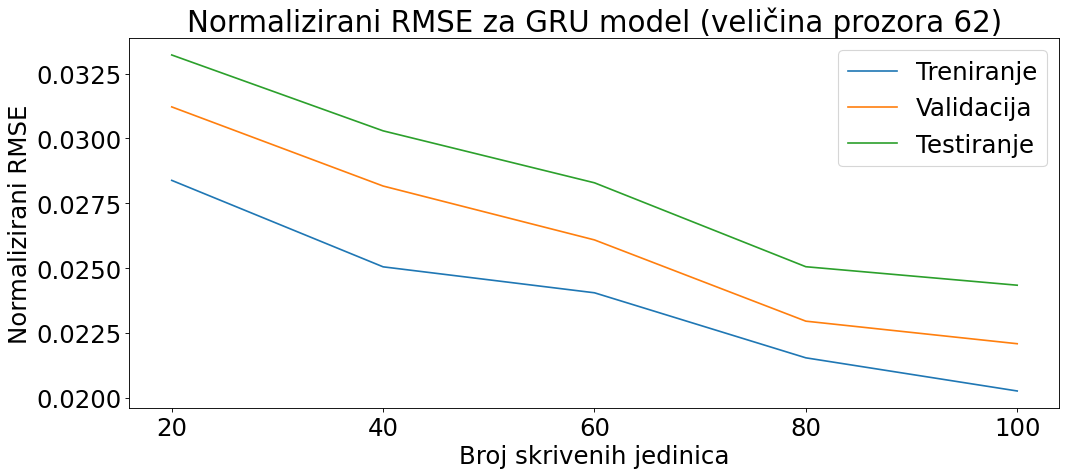 Normalizirani RMSE za GRU model (veličina prozora 62)
Normalizirani RMSE
0.0325
0.0300
0.0275
0.0250
0.0225
0.0200
Treniranje
Validacija
Testiranje
20 40 60 80 100
Broj skrivenih jedinica